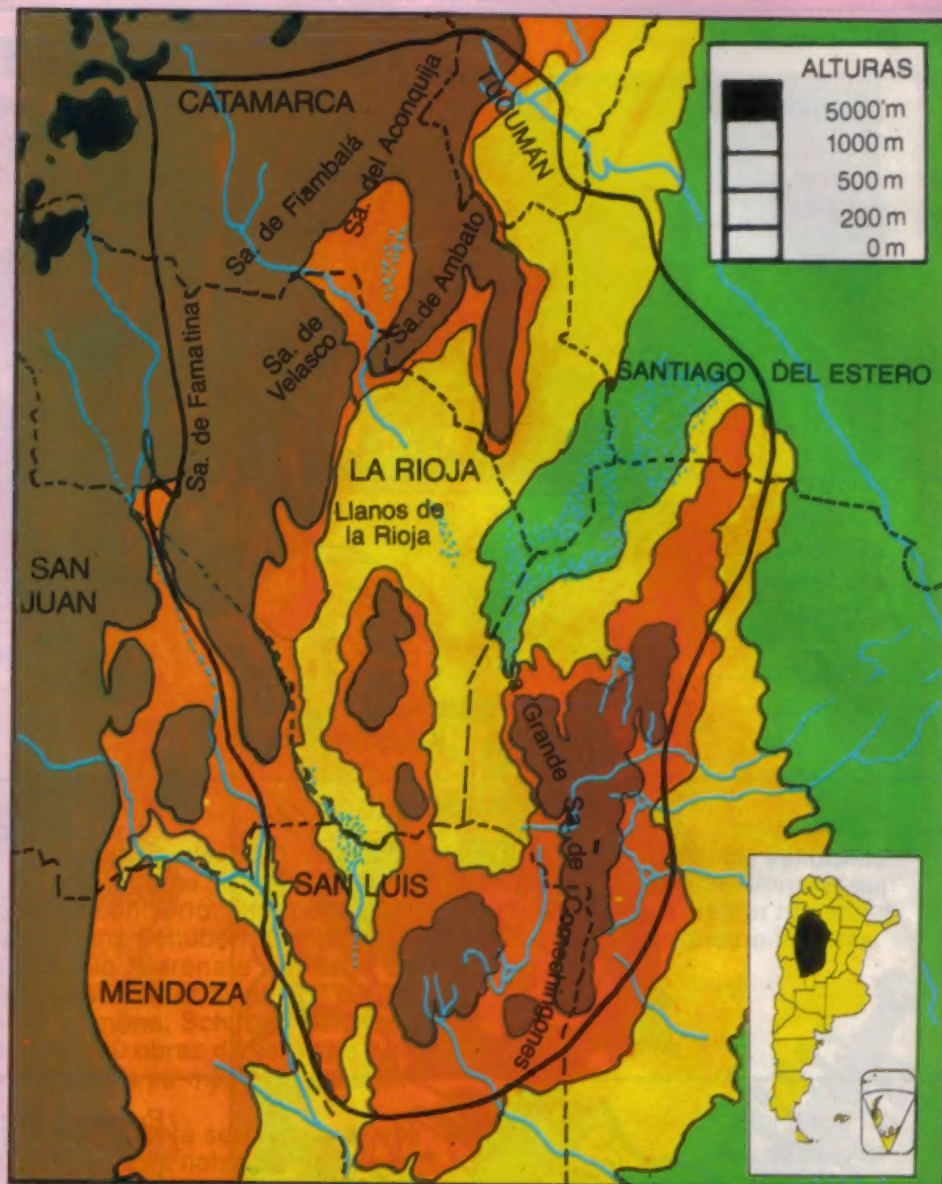 ALTURAS
5000 m
1000 m
500 m
200 m
0 m
CATAMARCA
TUCUMÁN
Sa. de Fiambalá
Sa. del Aconquija
Sa. de Ambato
Sa. de Famatina
Sa. de
Velasco
SANTIAGO DEL ESTERO
LA RIOJA
Llanos de
la Rioja
SAN
JUAN
Grande
Sa. de Comechingones
SAN LUIS
MENDOZA